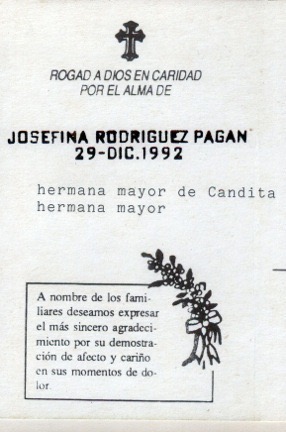 ROGAD A DIOS EN CARIDAD
POR EL ALMA DE
JOSEFINA RODRIGUEZ PAGAN
29-DIC.1992
hermana mayor de Candita
hermana mayor
A nombre de los fami-
liares deseamos expresar
el más sincero agradeci-
miento por su demostra-
ción de afecto y cariño
en sus momentos de do-
lor.